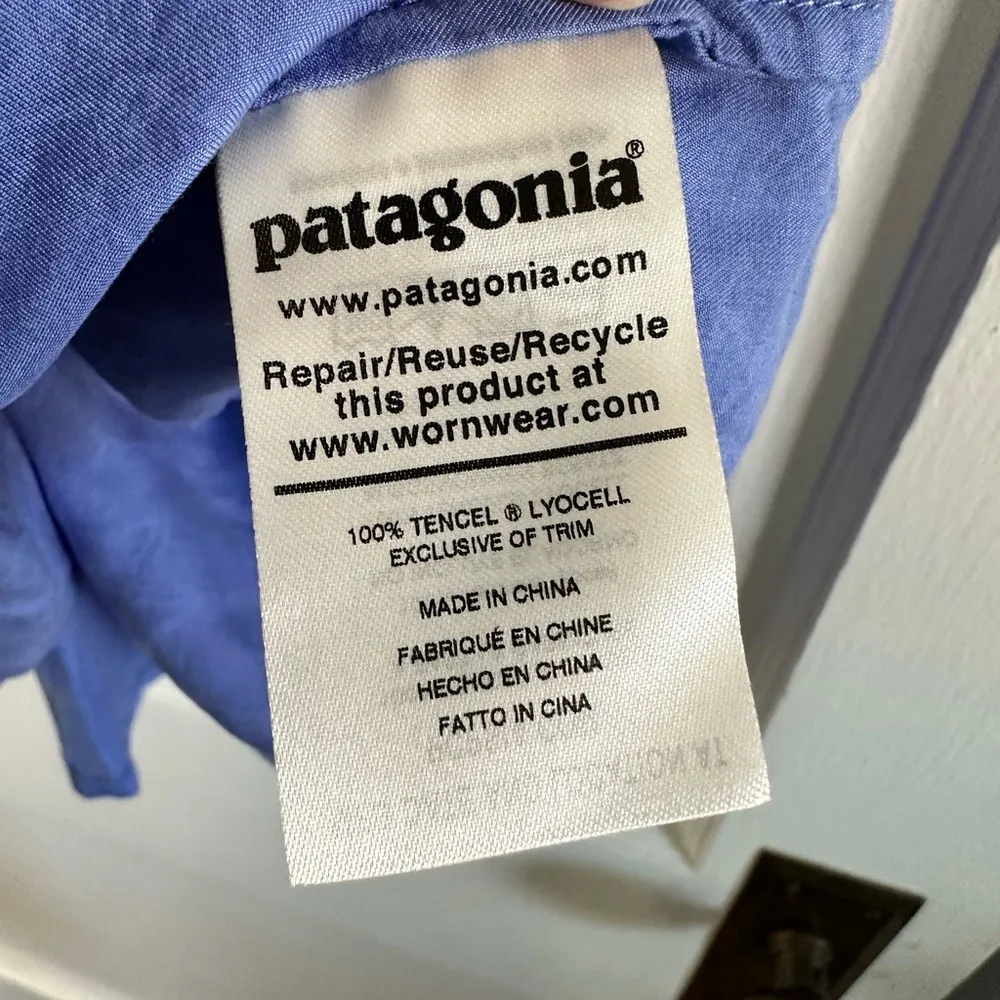 patagonia®
www.patagonia.com
Repair/Reuse/Recycle
this product at
www.wornwear.com
100% TENCEL ® LYOCELL
EXCLUSIVE OF TRIM
MADE IN CHINA
FABRIQUÉ EN CHINE
HECHO EN CHINA
FATTO IN CINA